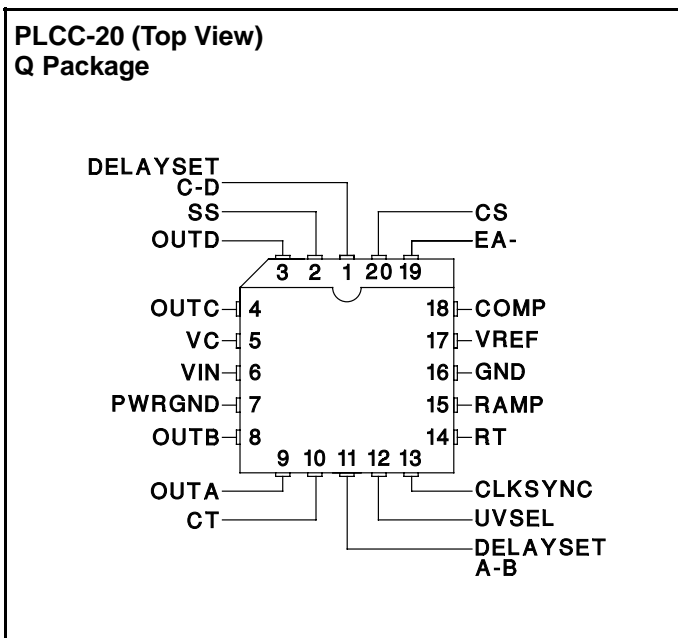 PLCC-20 (Top View)
Q Package
DELAYSET
C-D
SS
OUTD
CS
EA-
3 2 1 20 19
OUTC 4
VC 5
VIN 6
PWRGND 7
OUTB 8
18 COMP
17 VREF
16 GND
15 RAMP
14 RT
9 10 11 12 13
OUTA
CT
CLKSYNC
UVSEL
DELAYSET
A-B